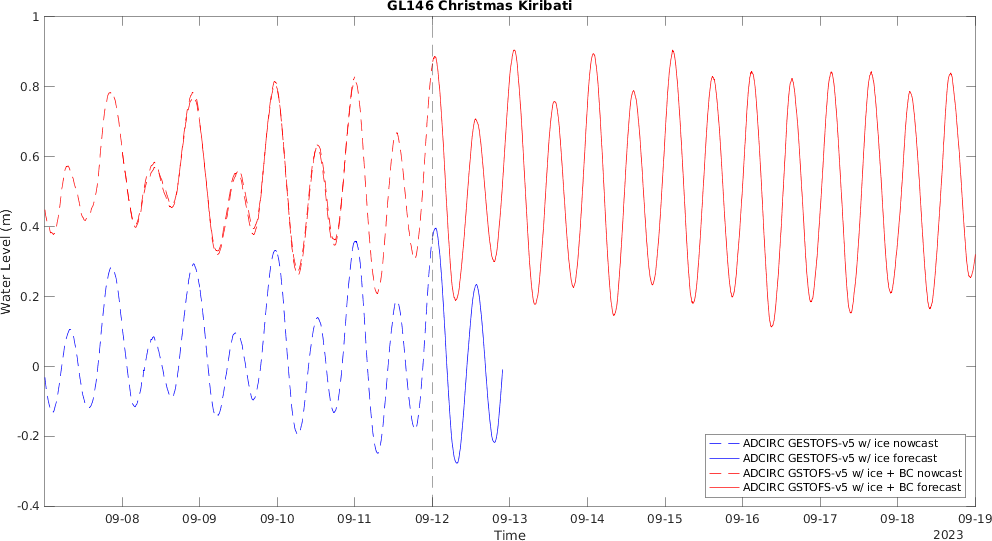 GL146 Christmas Kiribati
1
0.8
0.6
0.4
0.2
0
-0.2
-0.4
Water Level (m)
ADCIRC GESTOFS-v5 w/ ice nowcast
ADCIRC GESTOFS-v5 w/ ice forecast
ADCIRC GSTOFS-v5 w/ ice + BC nowcast
ADCIRC GSTOFS-v5 w/ ice + BC forecast
09-08 09-09 09-10 09-11 09-12 09-13 09-14 09-15 09-16 09-17 09-18 09-19
Time
2023